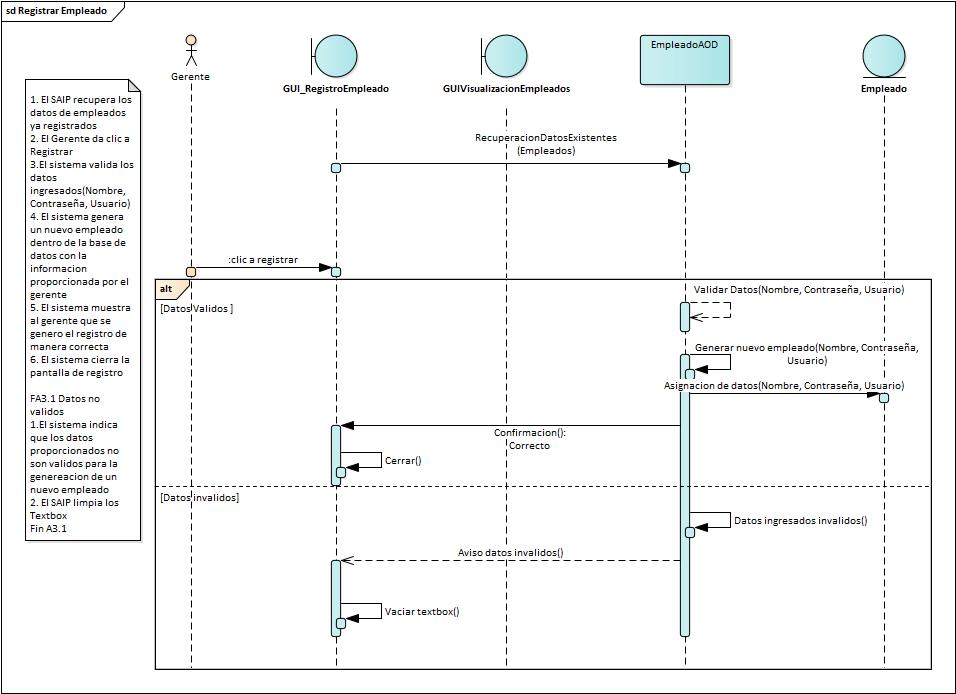 sd Registrar Empleado
Gerente
GUI_RegistroEmpleado
GUIVisualizacionEmpleados
EmpleadoAOD
Empleado
1. El SAIP recupera los
datos de empleados
ya registrados
2. El Gerente da clic a
Registrar
3.El sistema valida los
datos
ingresados(Nombre,
Contraseña, Usuario)
4. El sistema genera
un nuevo empleado
dentro de la base de
datos con la
informacion
proporcionada por el
gerente
5. El sistema muestra
al gerente que se
genero el registro de
manera correcta
6. El sistema cierra la
pantalla de registro
FA3.1 Datos no
validos
1.El sistema indica
que los datos
proporcionados no
son validos para la
genereacion de un
nuevo empleado
2. El SAIP limpia los
Textbox
Fin A3.1
RecuperacionDatosExistentes
(Empleados)
:clic a registrar
alt
[Datos Validos ]
Validar Datos(Nombre, Contraseña, Usuario)
Generar nuevo empleado(Nombre, Contraseña,
Usuario)
Asignacion de datos(Nombre, Contraseña, Usuario)
Confirmacion():
Correcto
Cerrar()
[Datos invalidos]
Datos ingresados invalidos()
Aviso datos invalidos()
Vaciar textbox()